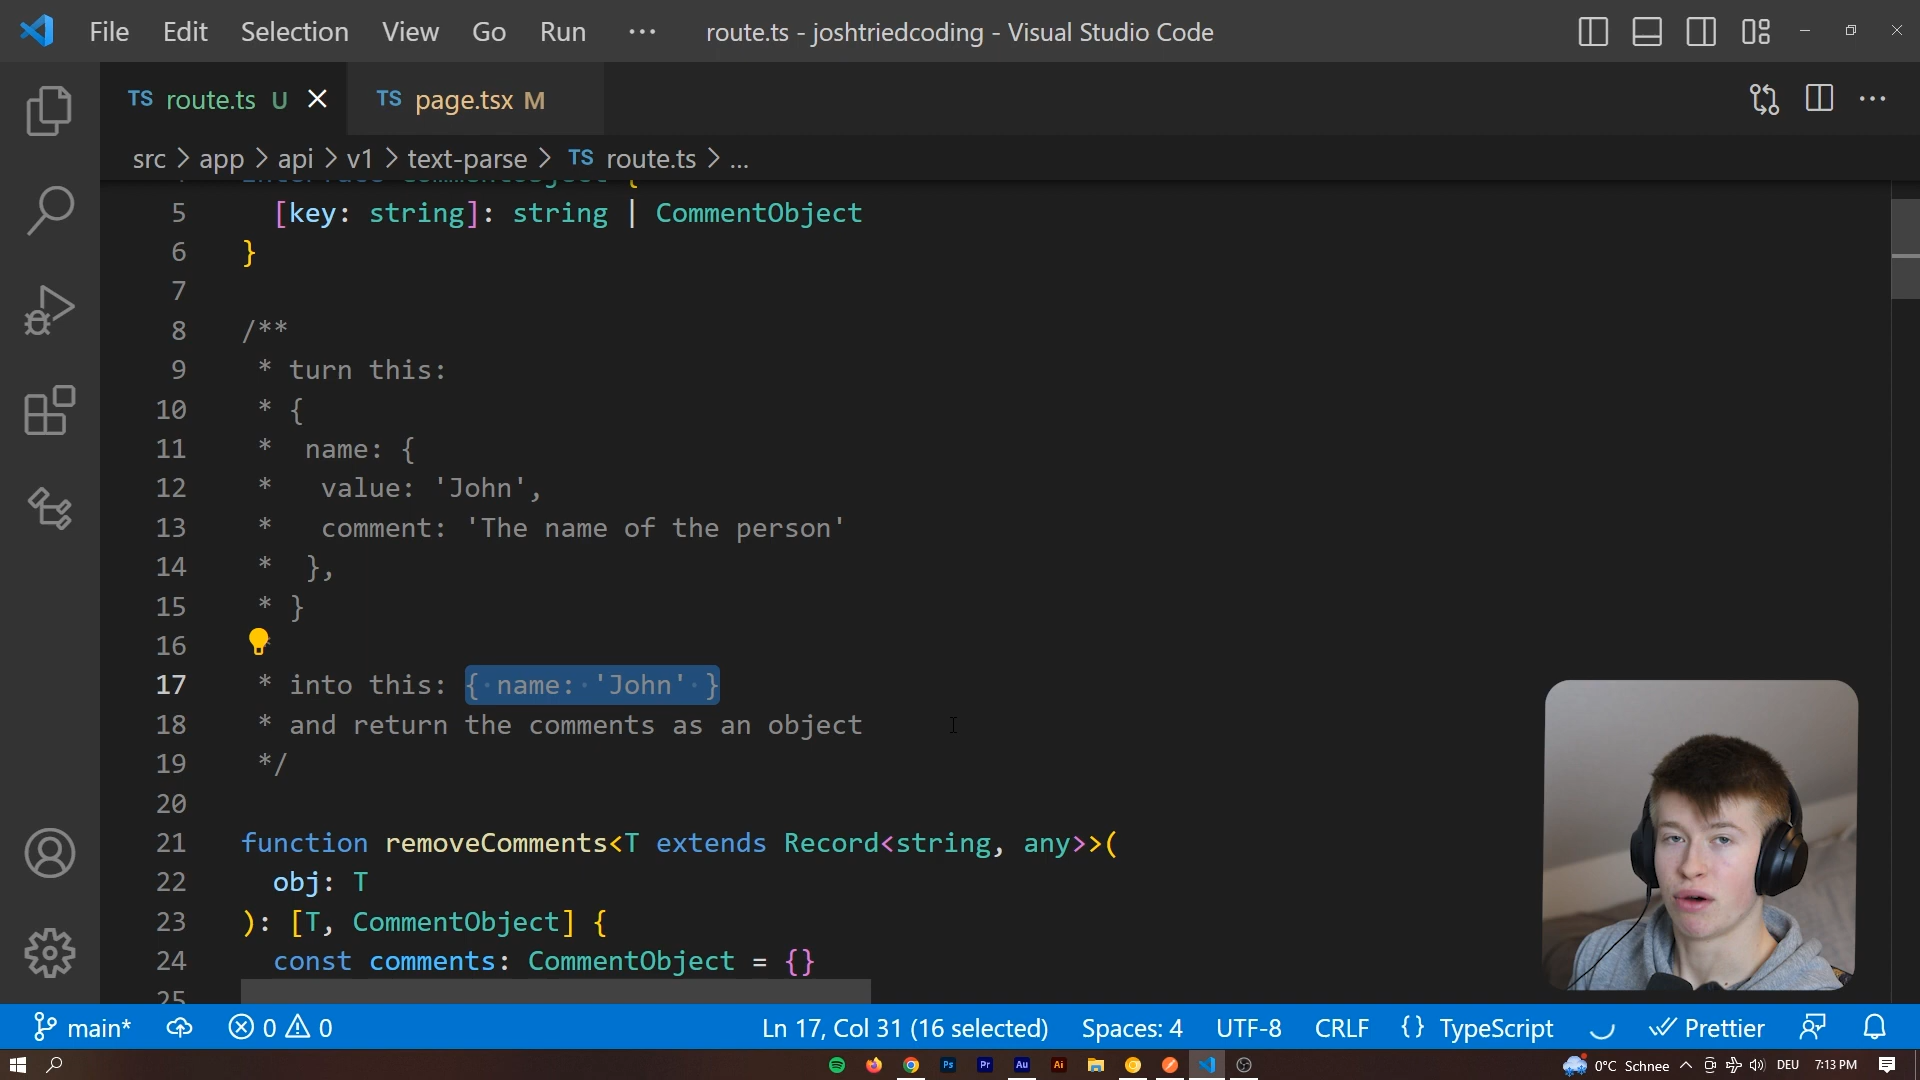 File Edit Selection View Go Run ··· route.ts - joshtriedcoding - Visual Studio Code
TS route.ts U TS page.tsx M
src > app > api > v1 > text-parse > TS route.ts > ...
5 [key: string]: string | CommentObject
6 }
7
8 /**
9 * turn this:
10 * {
11 * name: {
12 * value: 'John',
13 * comment: 'The name of the person'
14 * },
15 * }
16
17 * into this: { name: 'John' }
18 * and return the comments as an object
19 */
20
21 function removeComments<T extends Record<string, any>>(
22 obj: T
23 ): [T, CommentObject] {
24 const comments: CommentObject = {}
25
main* 0 0 Ln 17, Col 31 (16 selected) Spaces: 4 UTF-8 CRLF {} TypeScript Prettier
Ps Pr Au Ai 0°C Schnee DEU 7:13 PM